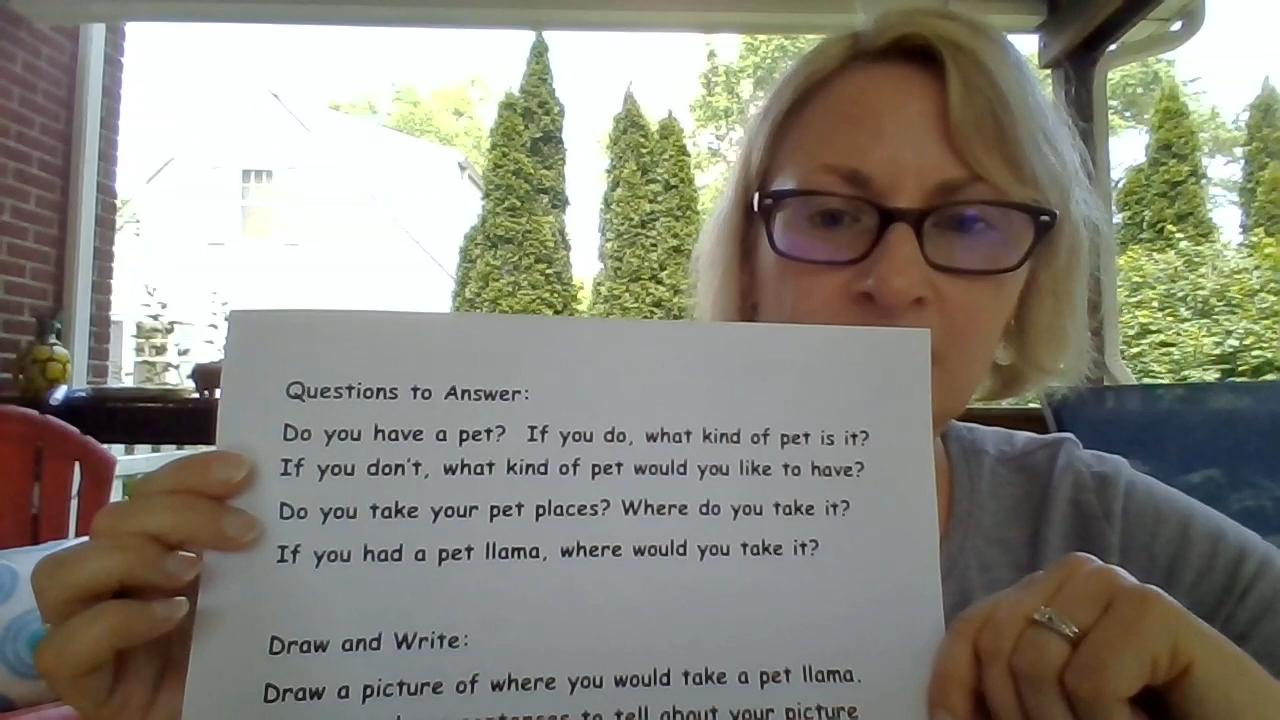 Questions to Answer:
Do you have a pet? If you do, what kind of pet is it?
If you don't, what kind of pet would you like to have?
Do you take your pet places? Where do you take it?
If you had a pet llama, where would you take it?
Draw and Write:
Draw a picture of where you would take a pet llama.
sentences to tell about your picture